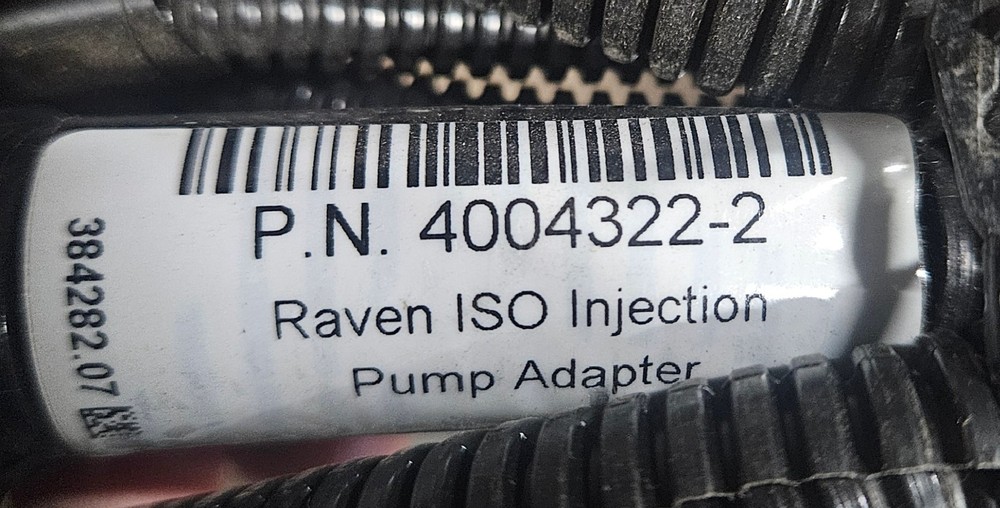 P.N. 4004322-2
Raven ISO Injection
Pump Adapter
384282.07